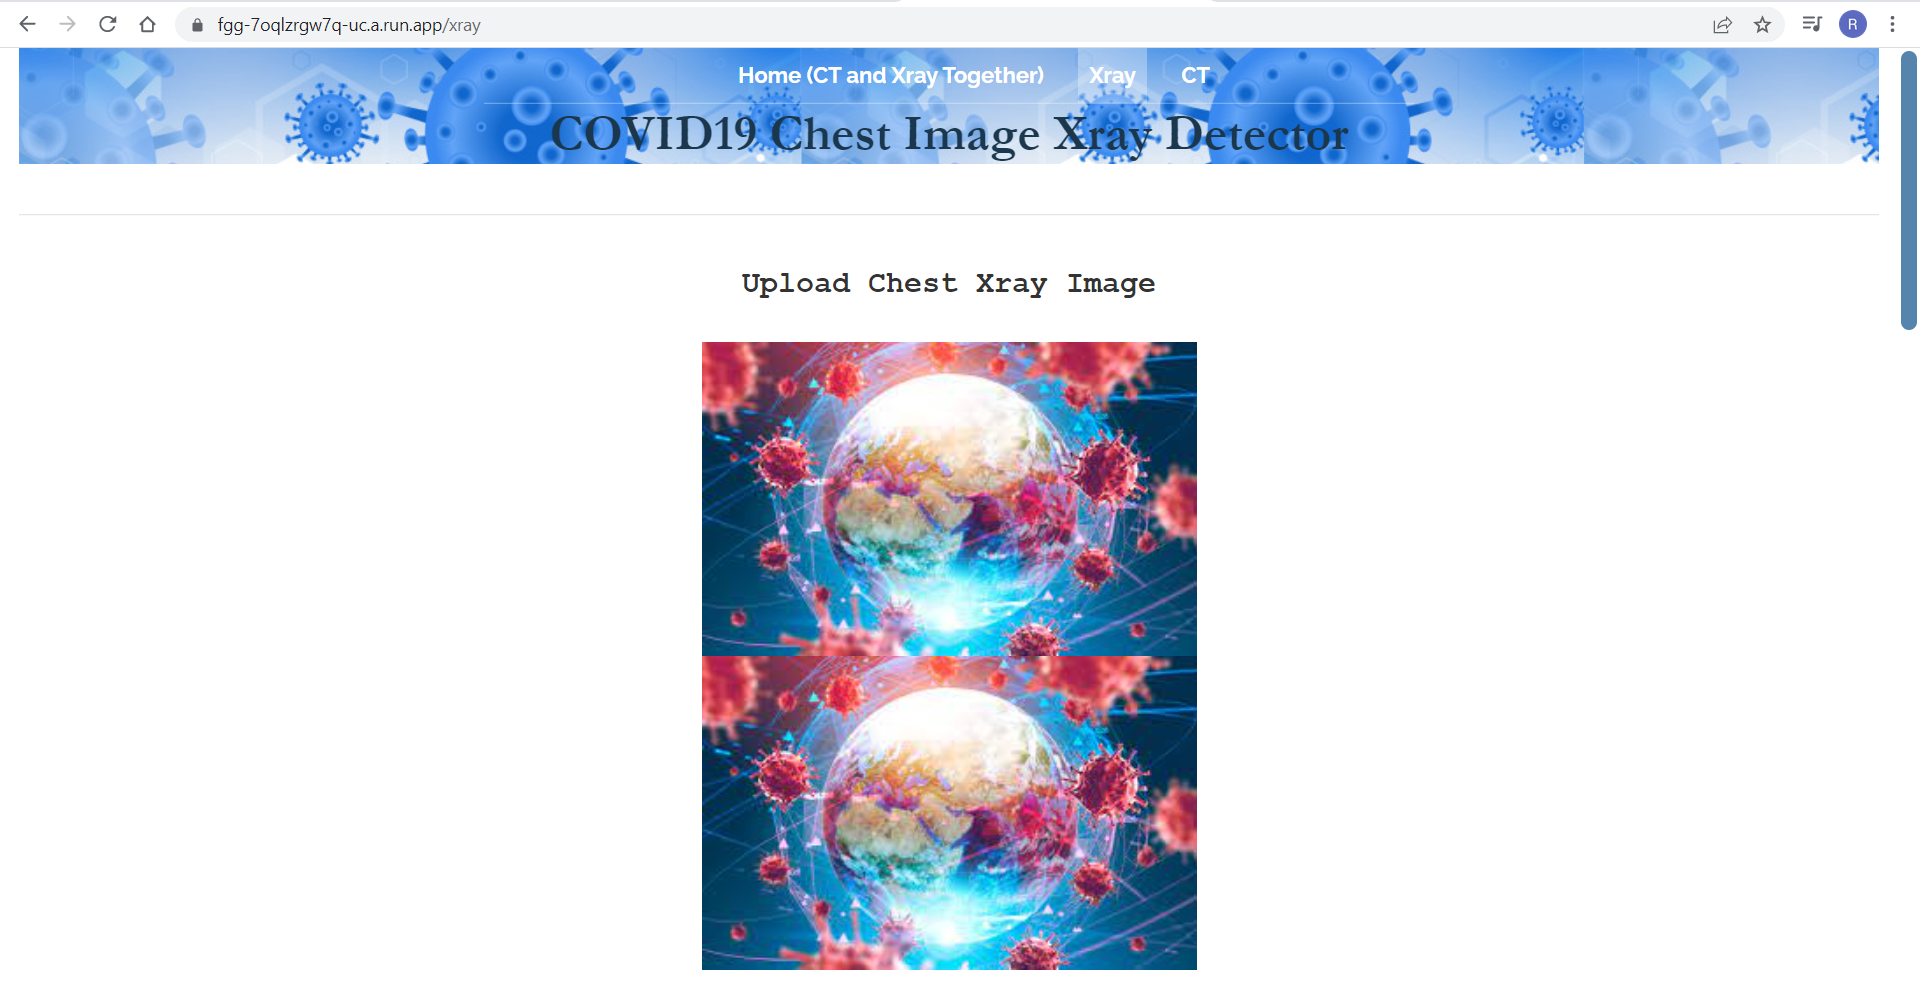 fgg-7oqlzrgw7q-uc.a.run.app/xray
R
Home (CT and Xray Together) Xray CT
COVID19 Chest Image Xray Detector
Upload Chest Xray Image